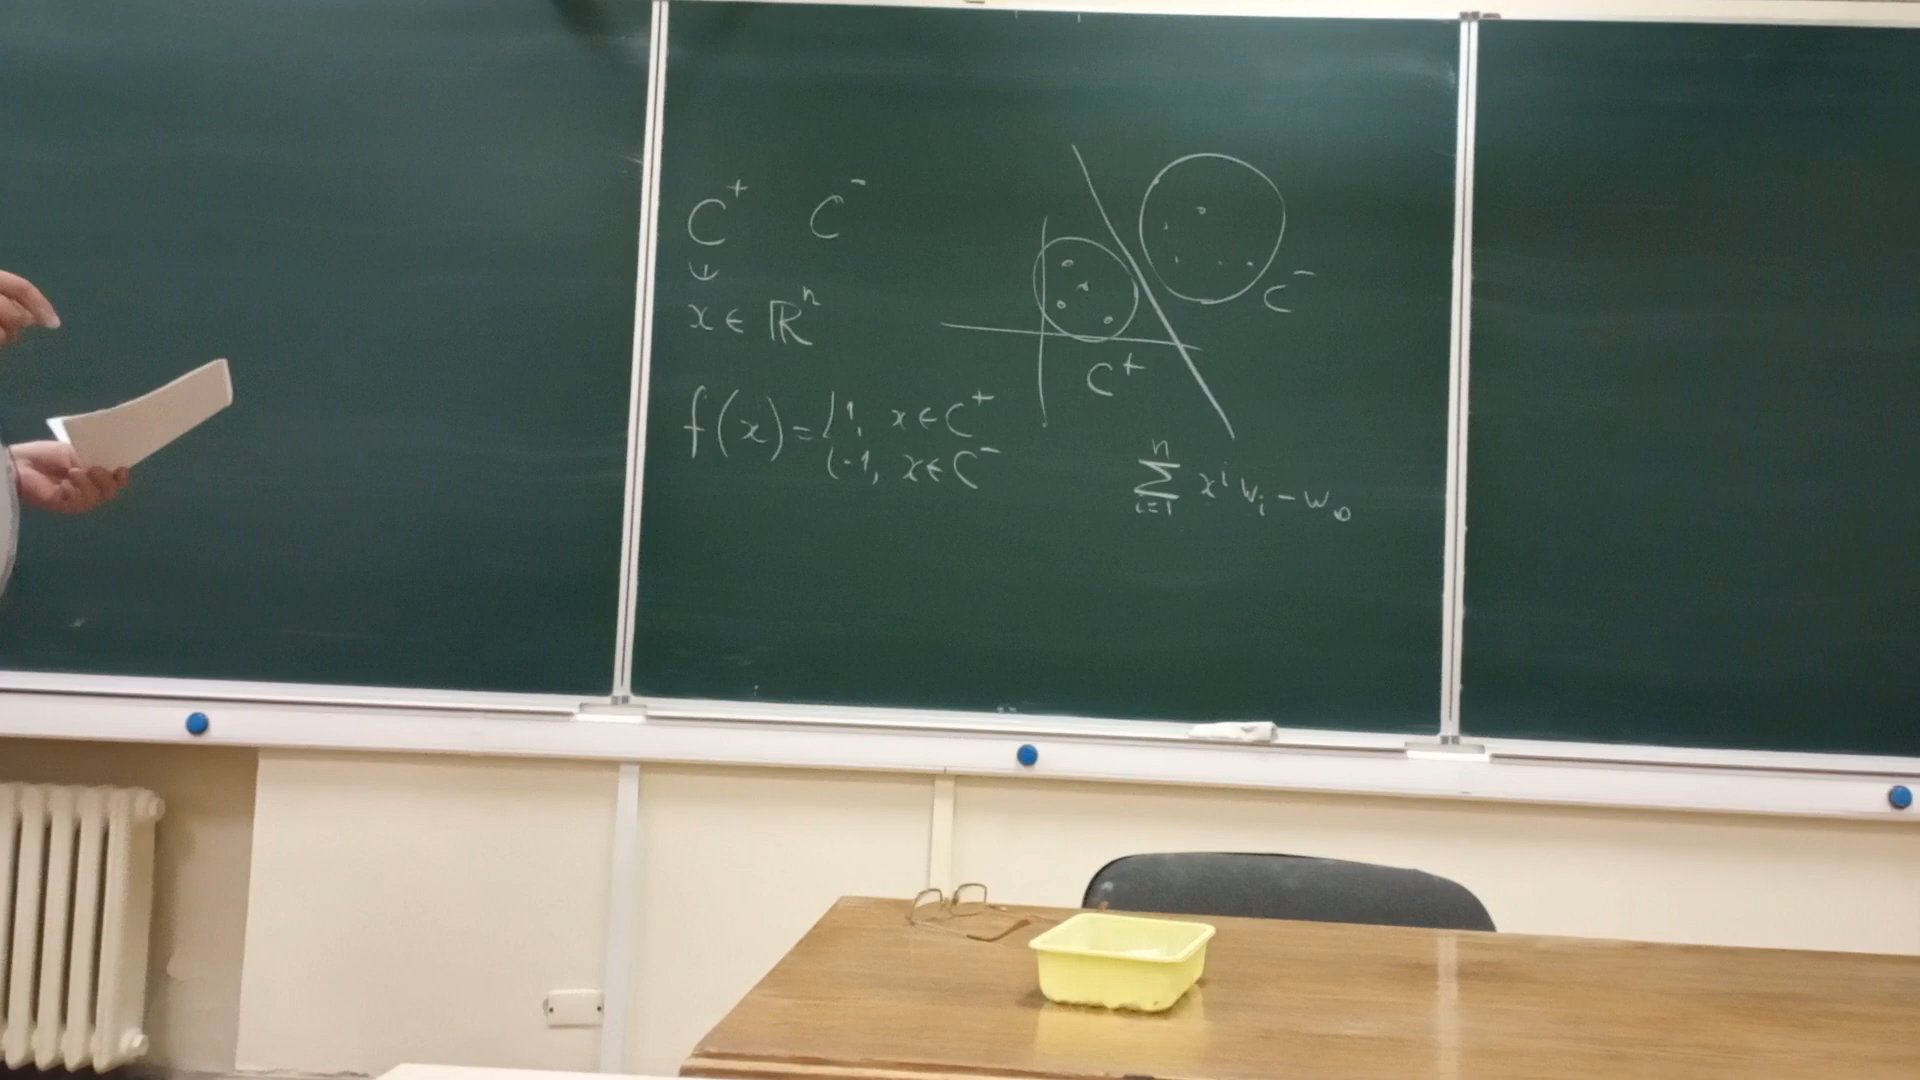 C⁺ C⁻
ψ
x ∈ ℝⁿ
f(x) = { 1, x ∈ C⁺
-1, x ∈ C⁻
C⁻
C⁺
∑ⁿᵢ₌₁ xⁱ wᵢ - w₀